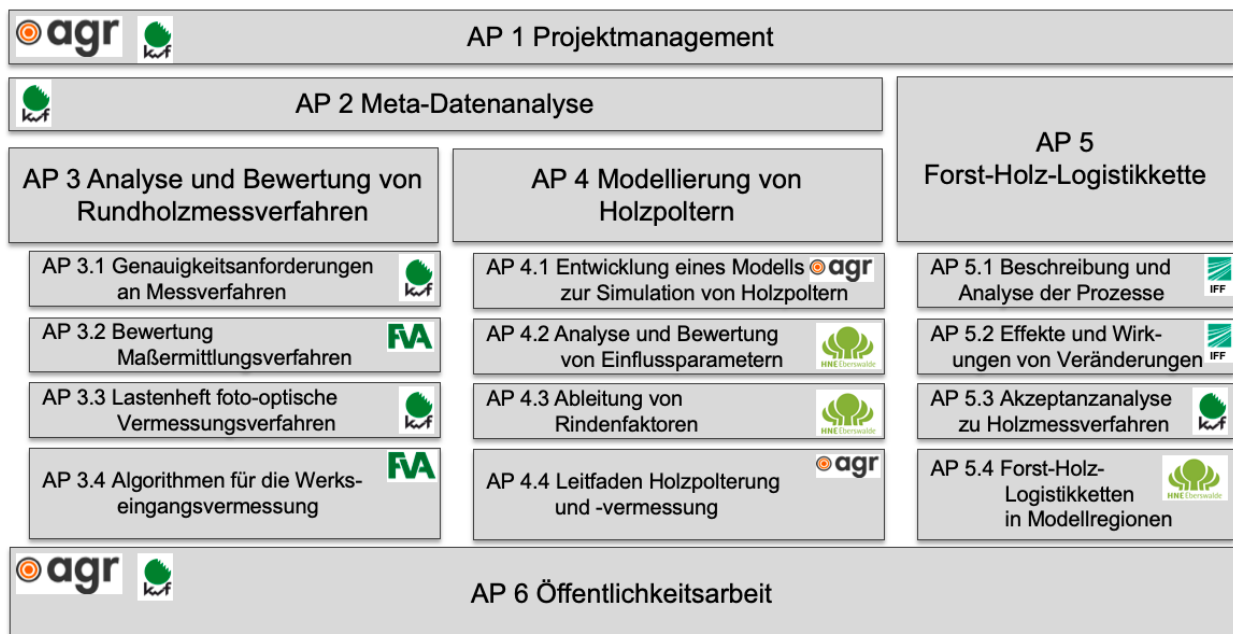 agr kwf AP 1 Projektmanagement
kwf AP 2 Meta-Datenanalyse
AP 3 Analyse und Bewertung von
Rundholzmessverfahren
AP 3.1 Genauigkeitsanforderungen
an Messverfahren
kwf
AP 3.2 Bewertung
Maßermittlungsverfahren
FVA
AP 3.3 Lastenheft foto-optische
Vermessungsverfahren
kwf
AP 3.4 Algorithmen für die Werks-
eingangsvermessung
FVA
AP 4 Modellierung von
Holzpoltern
AP 4.1 Entwicklung eines Modells agr
zur Simulation von Holzpoltern
AP 4.2 Analyse und Bewertung
von Einflussparametern
HNE Eberswalde
AP 4.3 Ableitung von
Rindenfaktoren
HNE Eberswalde
AP 4.4 Leitfaden Holzpolterung
und -vermessung
agr
AP 5
Forst-Holz-Logistikkette
AP 5.1 Beschreibung und
Analyse der Prozesse
IFF
AP 5.2 Effekte und Wirk-
ungen von Veränderungen
IFF
AP 5.3 Akzeptanzanalyse
zu Holzmessverfahren
kwf
AP 5.4 Forst-Holz-
Logistikketten
in Modellregionen
HNE Eberswalde
agr kwf AP 6 Öffentlichkeitsarbeit